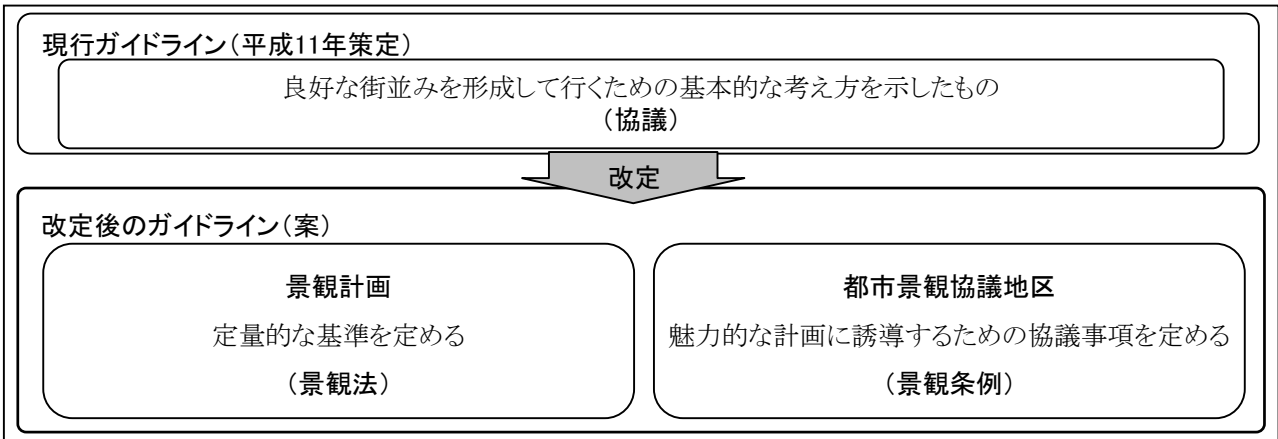 現行ガイドライン(平成11年策定)
良好な街並みを形成して行くための基本的な考え方を示したもの
(協議)
改定
改定後のガイドライン(案)
景観計画
定量的な基準を定める
(景観法)
都市景観協議地区
魅力的な計画に誘導するための協議事項を定める
(景観条例)